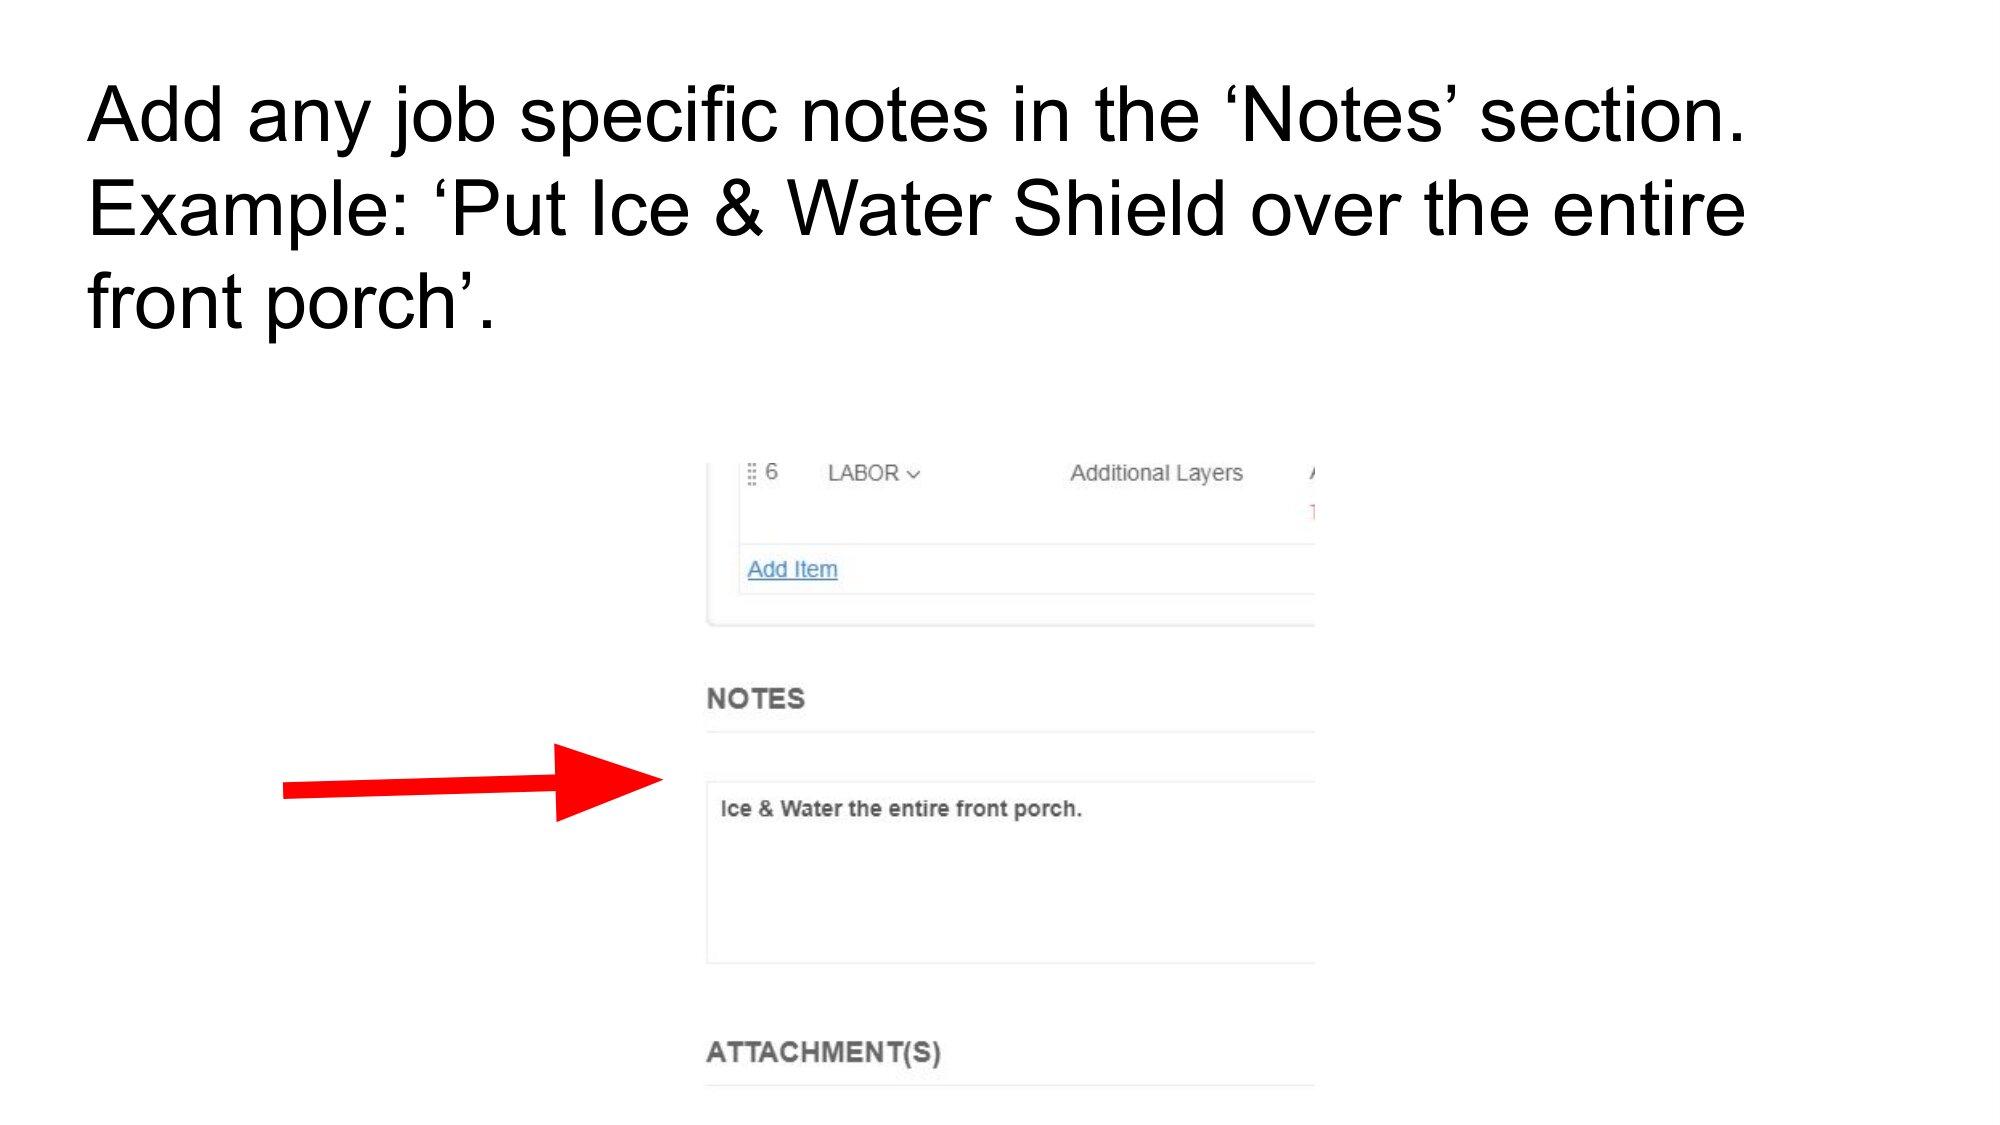 Add any job specific notes in the ‘Notes’ section.
Example: ‘Put Ice & Water Shield over the entire
front porch’.
6 LABOR Additional Layers
Add Item
NOTES
Ice & Water the entire front porch.
ATTACHMENT(S)